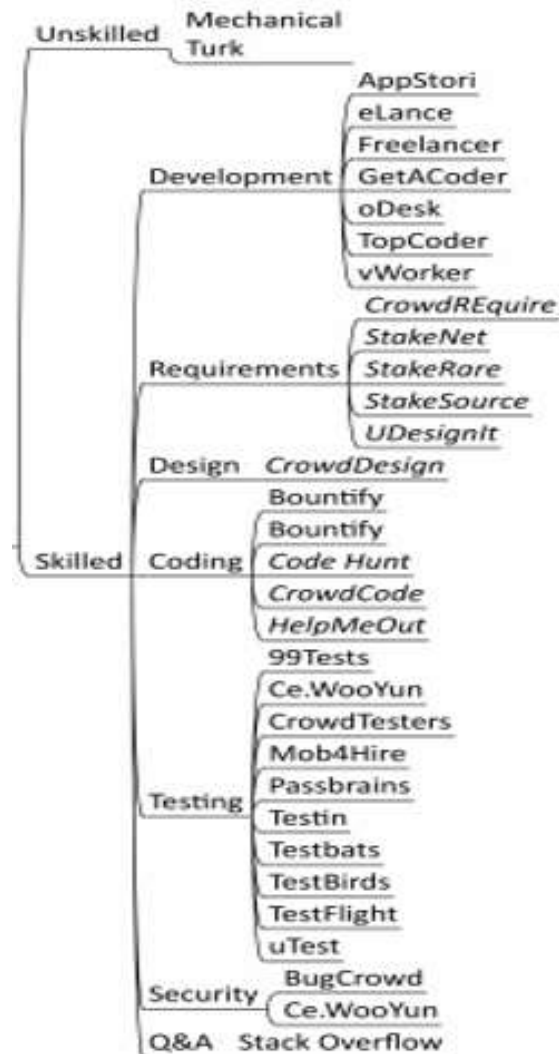 Unskilled
Mechanical
Turk
Skilled
Development
AppStori
eLance
Freelancer
GetACoder
oDesk
TopCoder
vWorker
Requirements
CrowdREquire
StakeNet
StakeRare
StakeSource
UDesignIt
Design CrowdDesign
Coding
Bountify
Bountify
Code Hunt
CrowdCode
HelpMeOut
Testing
99Tests
Ce.WooYun
CrowdTesters
Mob4Hire
Passbrains
Testin
Testbats
TestBirds
TestFlight
uTest
Security
BugCrowd
Ce.WooYun
Q&A Stack Overflow